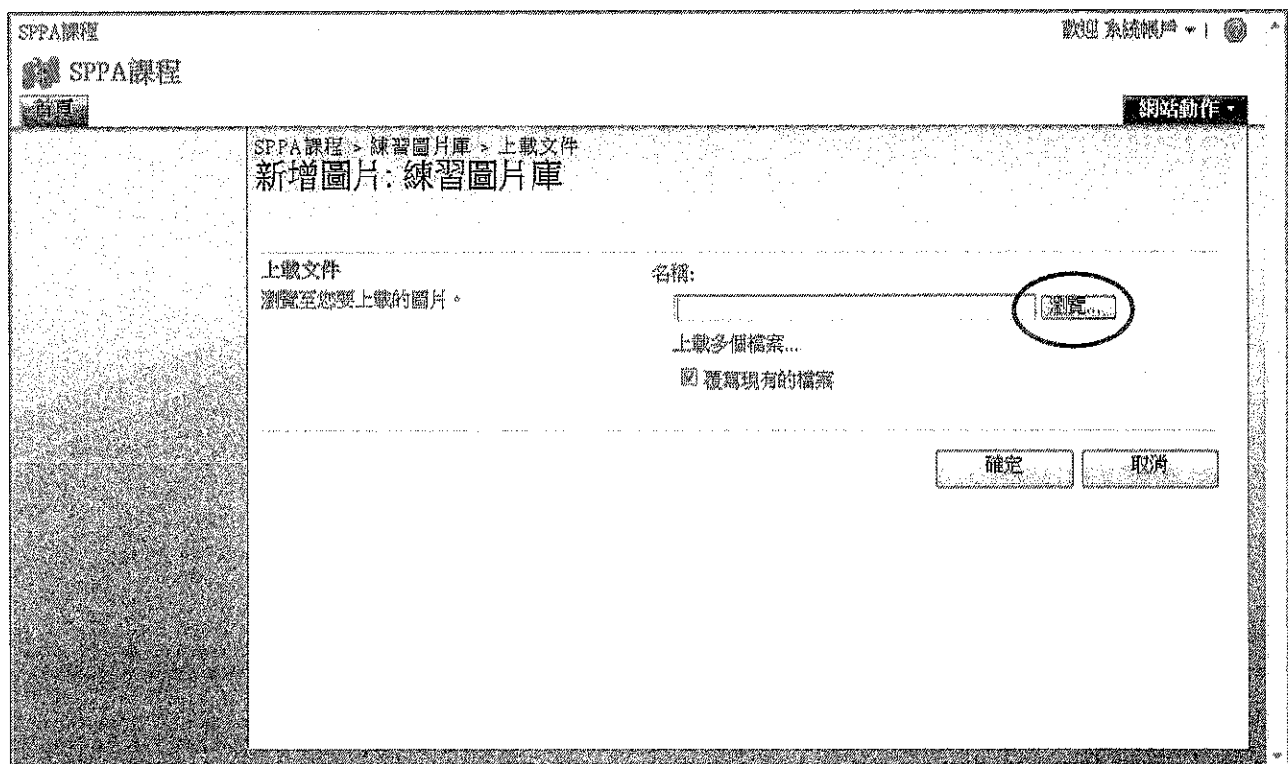 SPPA課程
歡迎 系統帳戶
SPPA課程
首頁
網站動作
SPPA課程 > 練習圖片庫 > 上載文件
新增圖片: 練習圖片庫
上載文件
瀏覽至您要上載的圖片。
名稱:
瀏覽...
上載多個檔案...
覆寫現有的檔案
確定
取消